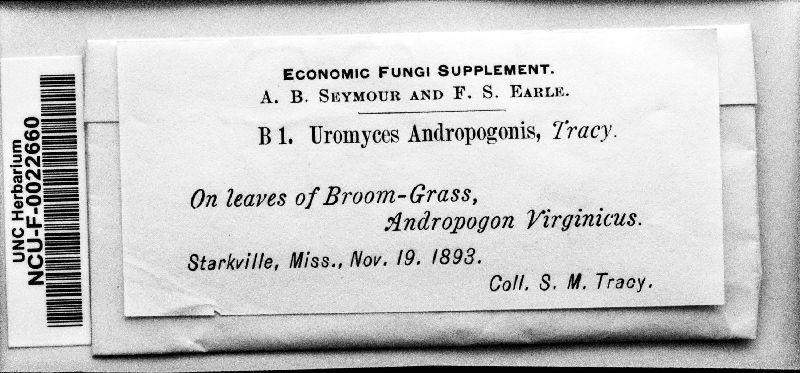 UNC Herbarium
NCU-F-0022660
ECONOMIC FUNGI SUPPLEMENT.
A. B. SEYMOUR AND F. S. EARLE.
B 1. Uromyces Andropogonis, Tracy.
On leaves of Broom-Grass,
Andropogon Virginicus.
Starkville, Miss., Nov. 19. 1893.
Coll. S. M. Tracy.